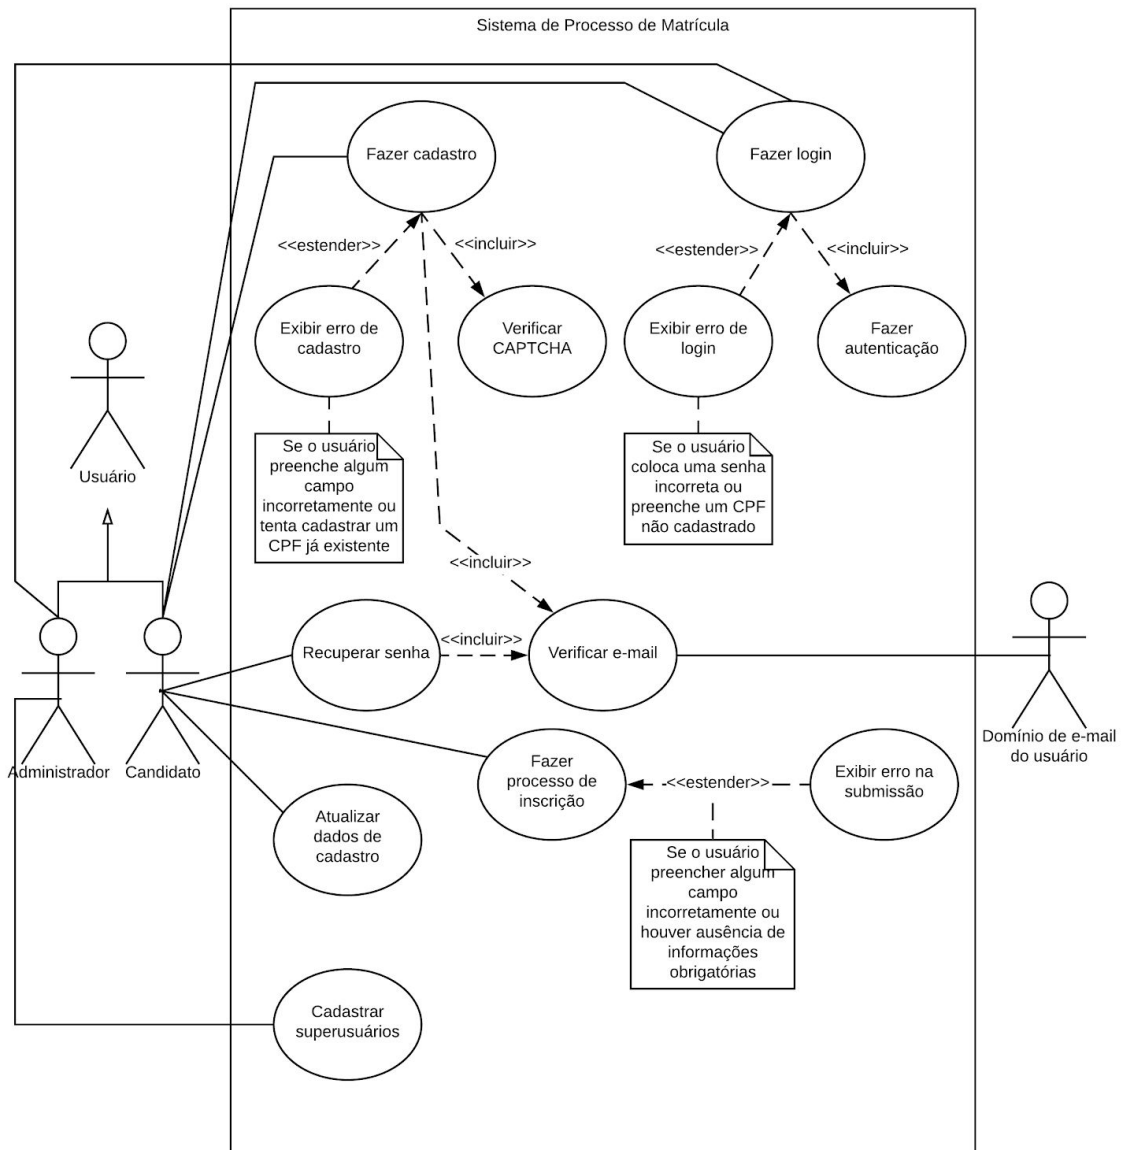 Sistema de Processo de Matrícula
Fazer cadastro
Fazer login
<<estender>>
<<incluir>>
<<estender>>
<<incluir>>
Exibir erro de
cadastro
Verificar
CAPTCHA
Exibir erro de
login
Fazer
autenticação
Se o usuário
preenche algum
campo
incorretamente ou
tenta cadastrar um
CPF já existente
Se o usuário
coloca uma senha
incorreta ou
preenche um CPF
não cadastrado
Usuário
<<incluir>>
Recuperar senha
<<incluir>>
Verificar e-mail
Administrador
Candidato
Domínio de e-mail
do usuário
Fazer
processo de
inscrição
<<estender>>
Exibir erro na
submissão
Atualizar
dados de
cadastro
Se o usuário
preencher algum
campo
incorretamente ou
houver ausência de
informações
obrigatórias
Cadastrar
superusuários